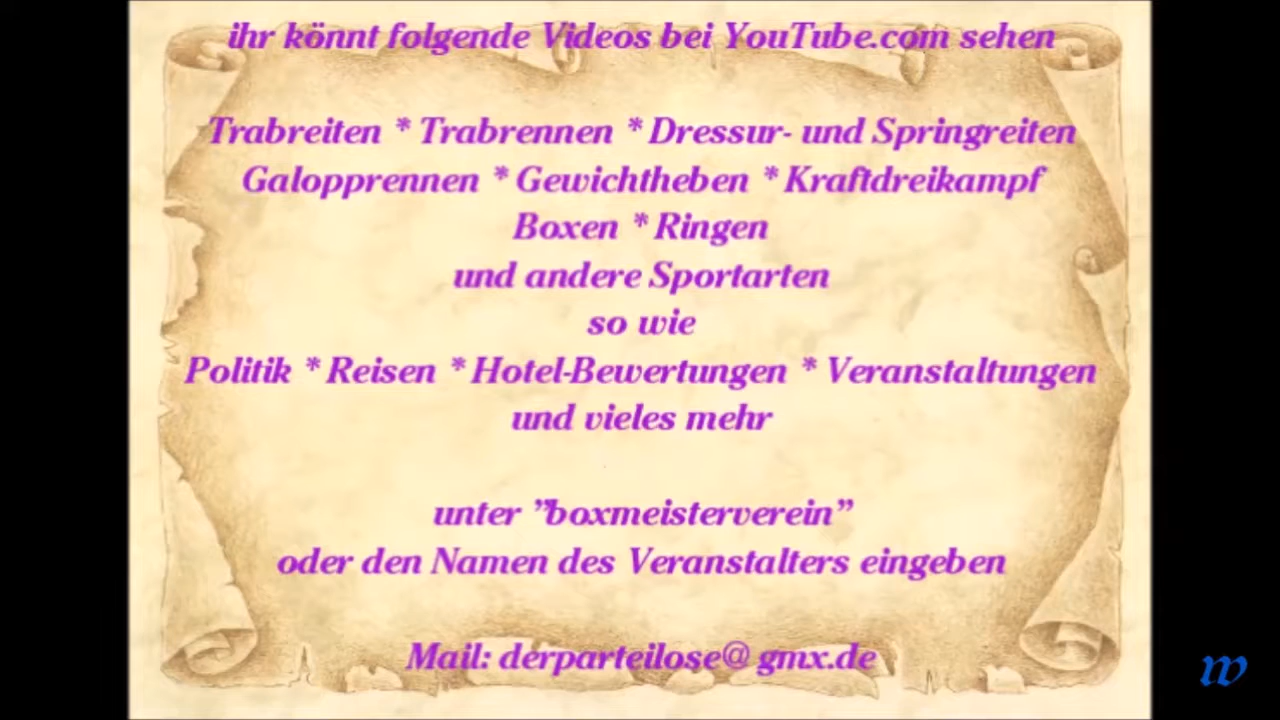 ihr könnt folgende Videos bei YouTube.com sehen
Trabreiten * Trabrennen * Dressur- und Springreiten
Galopprennen * Gewichtheben * Kraftdreikampf
Boxen * Ringen
und andere Sportarten
so wie
Politik * Reisen * Hotel-Bewertungen * Veranstaltungen
und vieles mehr
unter ”boxmeisterverein”
oder den Namen des Veranstalters eingeben
Mail: derparteilose@ gmx.de
w